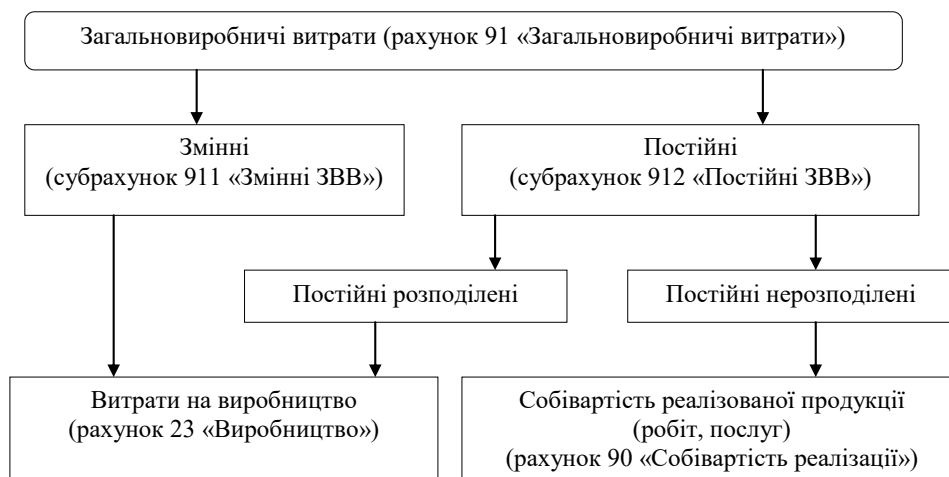 Загальновиробничі витрати (рахунок 91 «Загальновиробничі витрати»)
Змінні
(субрахунок 911 «Змінні ЗВВ»)
Постійні
(субрахунок 912 «Постійні ЗВВ»)
Постійні розподілені
Постійні нерозподілені
Витрати на виробництво
(рахунок 23 «Виробництво»)
Собівартість реалізованої продукції
(робіт, послуг)
(рахунок 90 «Собівартість реалізації»)